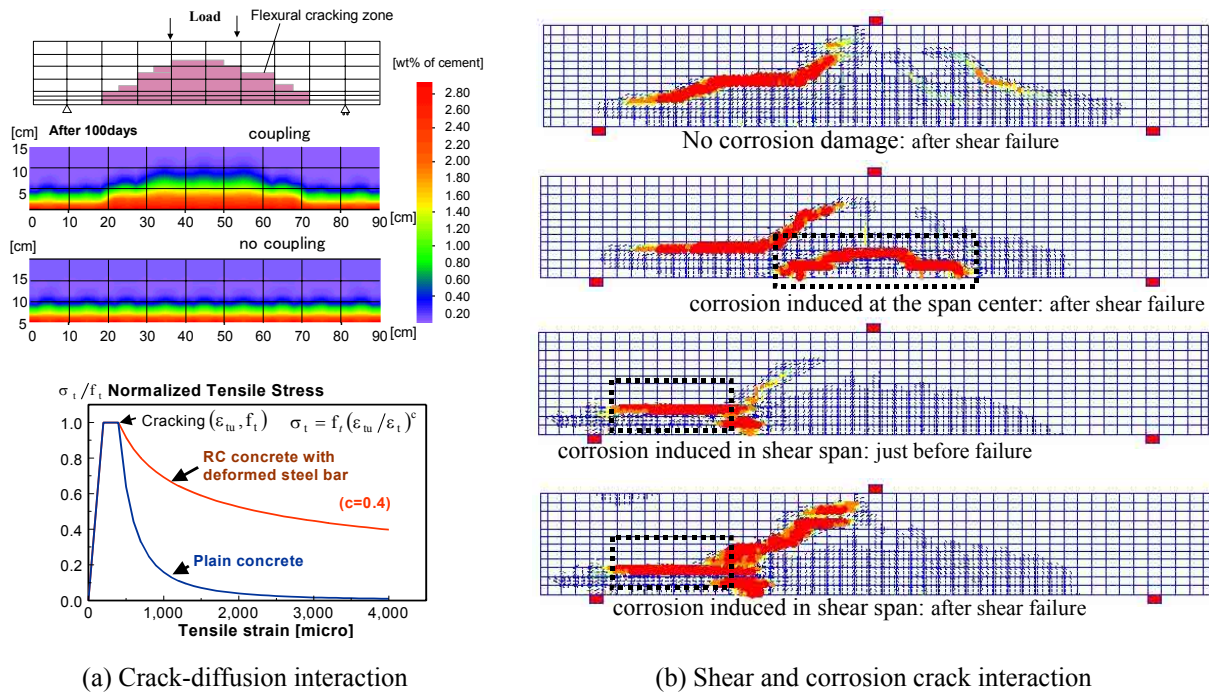 Load
Flexural cracking zone
[wt% of cement]
2.80
2.60
2.40
2.20
2.00
1.80
1.60
1.40
1.20
1.00
0.80
0.60
0.40
0.20
[cm]
After 100days
coupling
15
10
5
0 10 20 30 40 50 60 70 80 90 [cm]
no coupling
15
10
5
0 10 20 30 40 50 60 70 80 90 [cm]
σt/ft Normalized Tensile Stress
Cracking (εtu, ft) σt = ft(εtu/εt)^c
RC concrete with
deformed steel bar
(c=0.4)
Plain concrete
1.0
0.8
0.6
0.4
0.2
0.0
0 1,000 2,000 3,000 4,000
Tensile strain [micro]
(a) Crack-diffusion interaction
No corrosion damage: after shear failure
corrosion induced at the span center: after shear failure
corrosion induced in shear span: just before failure
corrosion induced in shear span: after shear failure
(b) Shear and corrosion crack interaction